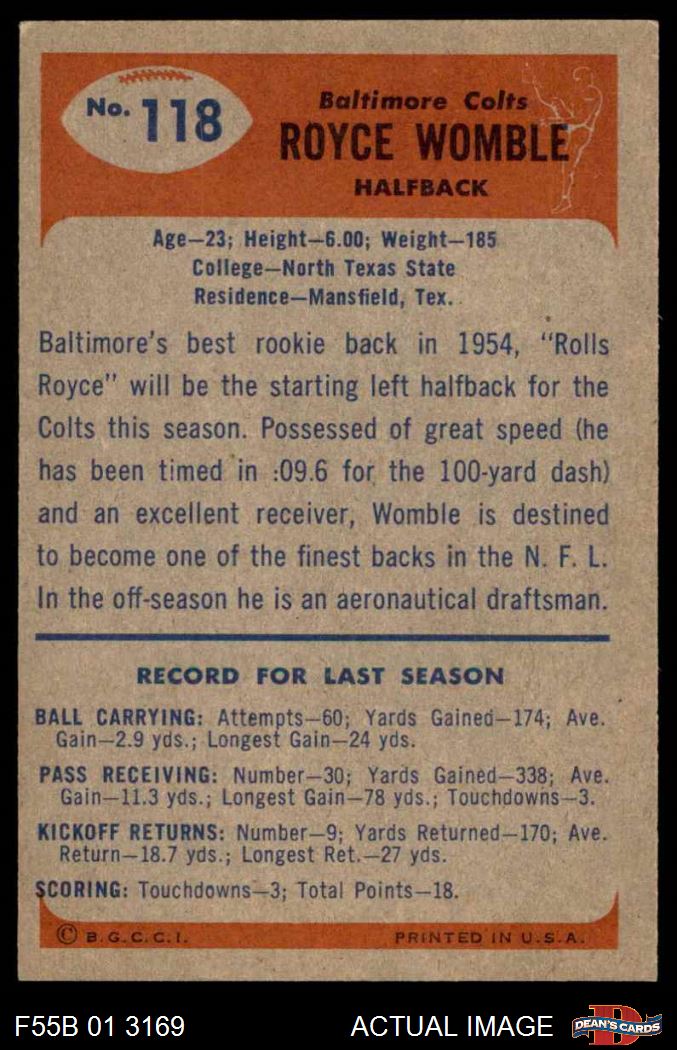 No. 118
Baltimore Colts
ROYCE WOMBLE
HALFBACK
Age—23; Height—6.00; Weight—185
College—North Texas State
Residence—Mansfield, Tex.
Baltimore's best rookie back in 1954, "Rolls
Royce" will be the starting left halfback for the
Colts this season. Possessed of great speed (he
has been timed in :09.6 for the 100-yard dash)
and an excellent receiver, Womble is destined
to become one of the finest backs in the N. F. L.
In the off-season he is an aeronautical draftsman.
RECORD FOR LAST SEASON
BALL CARRYING: Attempts—60; Yards Gained—174; Ave.
Gain—2.9 yds.; Longest Gain—24 yds.
PASS RECEIVING: Number—30; Yards Gained—338; Ave.
Gain—11.3 yds.; Longest Gain—78 yds.; Touchdowns—3.
KICKOFF RETURNS: Number—9; Yards Returned—170; Ave.
Return—18.7 yds.; Longest Ret.—27 yds.
SCORING: Touchdowns—3; Total Points—18.
© B.G.C.C.I. PRINTED IN U.S.A.
F55B 01 3169 ACTUAL IMAGE D DEAN'S CARDS